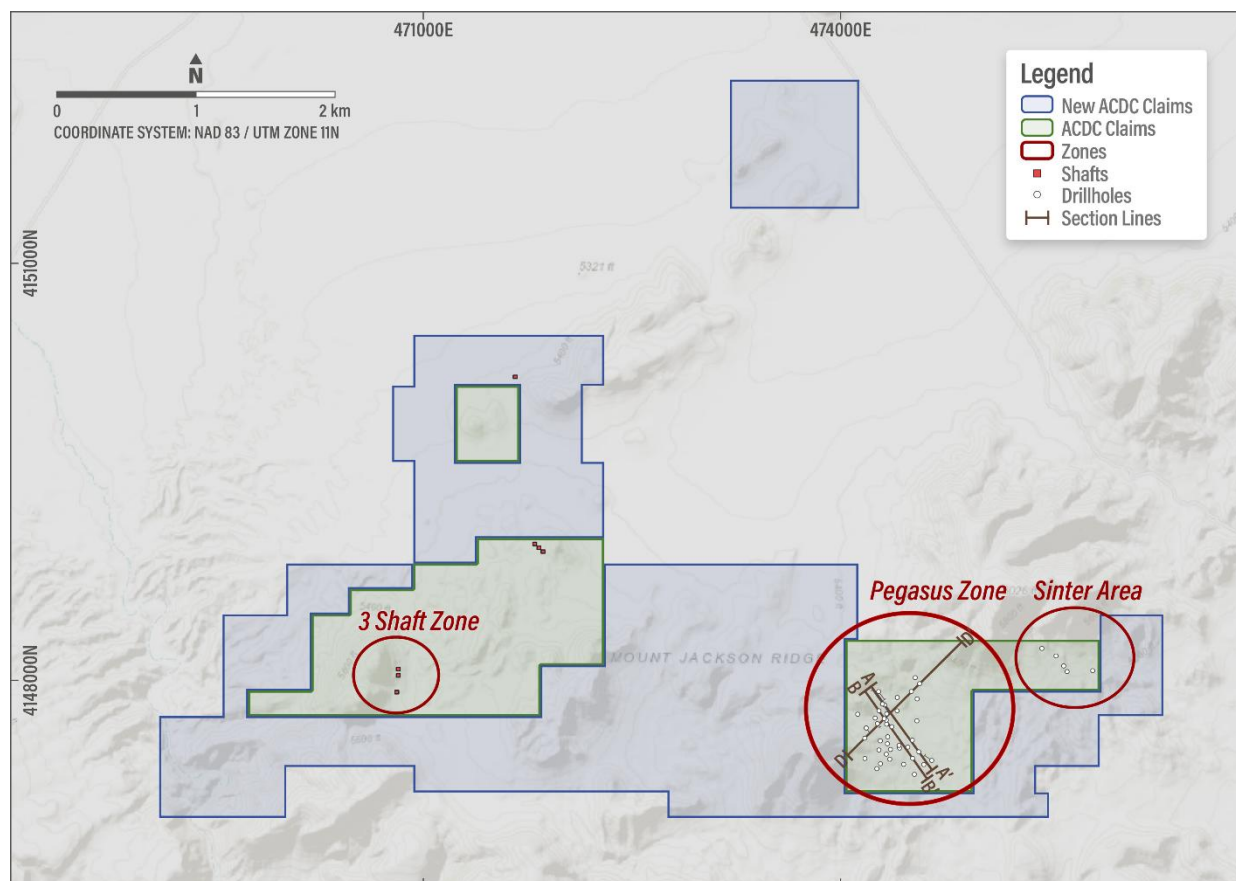 471000E
474000E
N
0 1 2 km
COORDINATE SYSTEM: NAD 83 / UTM ZONE 11N
Legend
New ACDC Claims
ACDC Claims
Zones
Shafts
Drillholes
Section Lines
4151000N
5321 ft
3 Shaft Zone
Pegasus Zone
Sinter Area
MOUNT JACKSON RIDGE
4148000N
D
A
B
D'
A'
B'